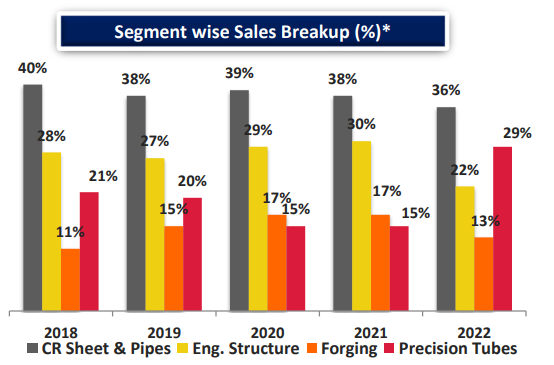 Segment wise Sales Breakup (%)*
40% 28% 11% 21%
38% 27% 15% 20%
39% 29% 17% 15%
38% 30% 17% 15%
36% 22% 13% 29%
2018 2019 2020 2021 2022
CR Sheet & Pipes Eng. Structure Forging Precision Tubes